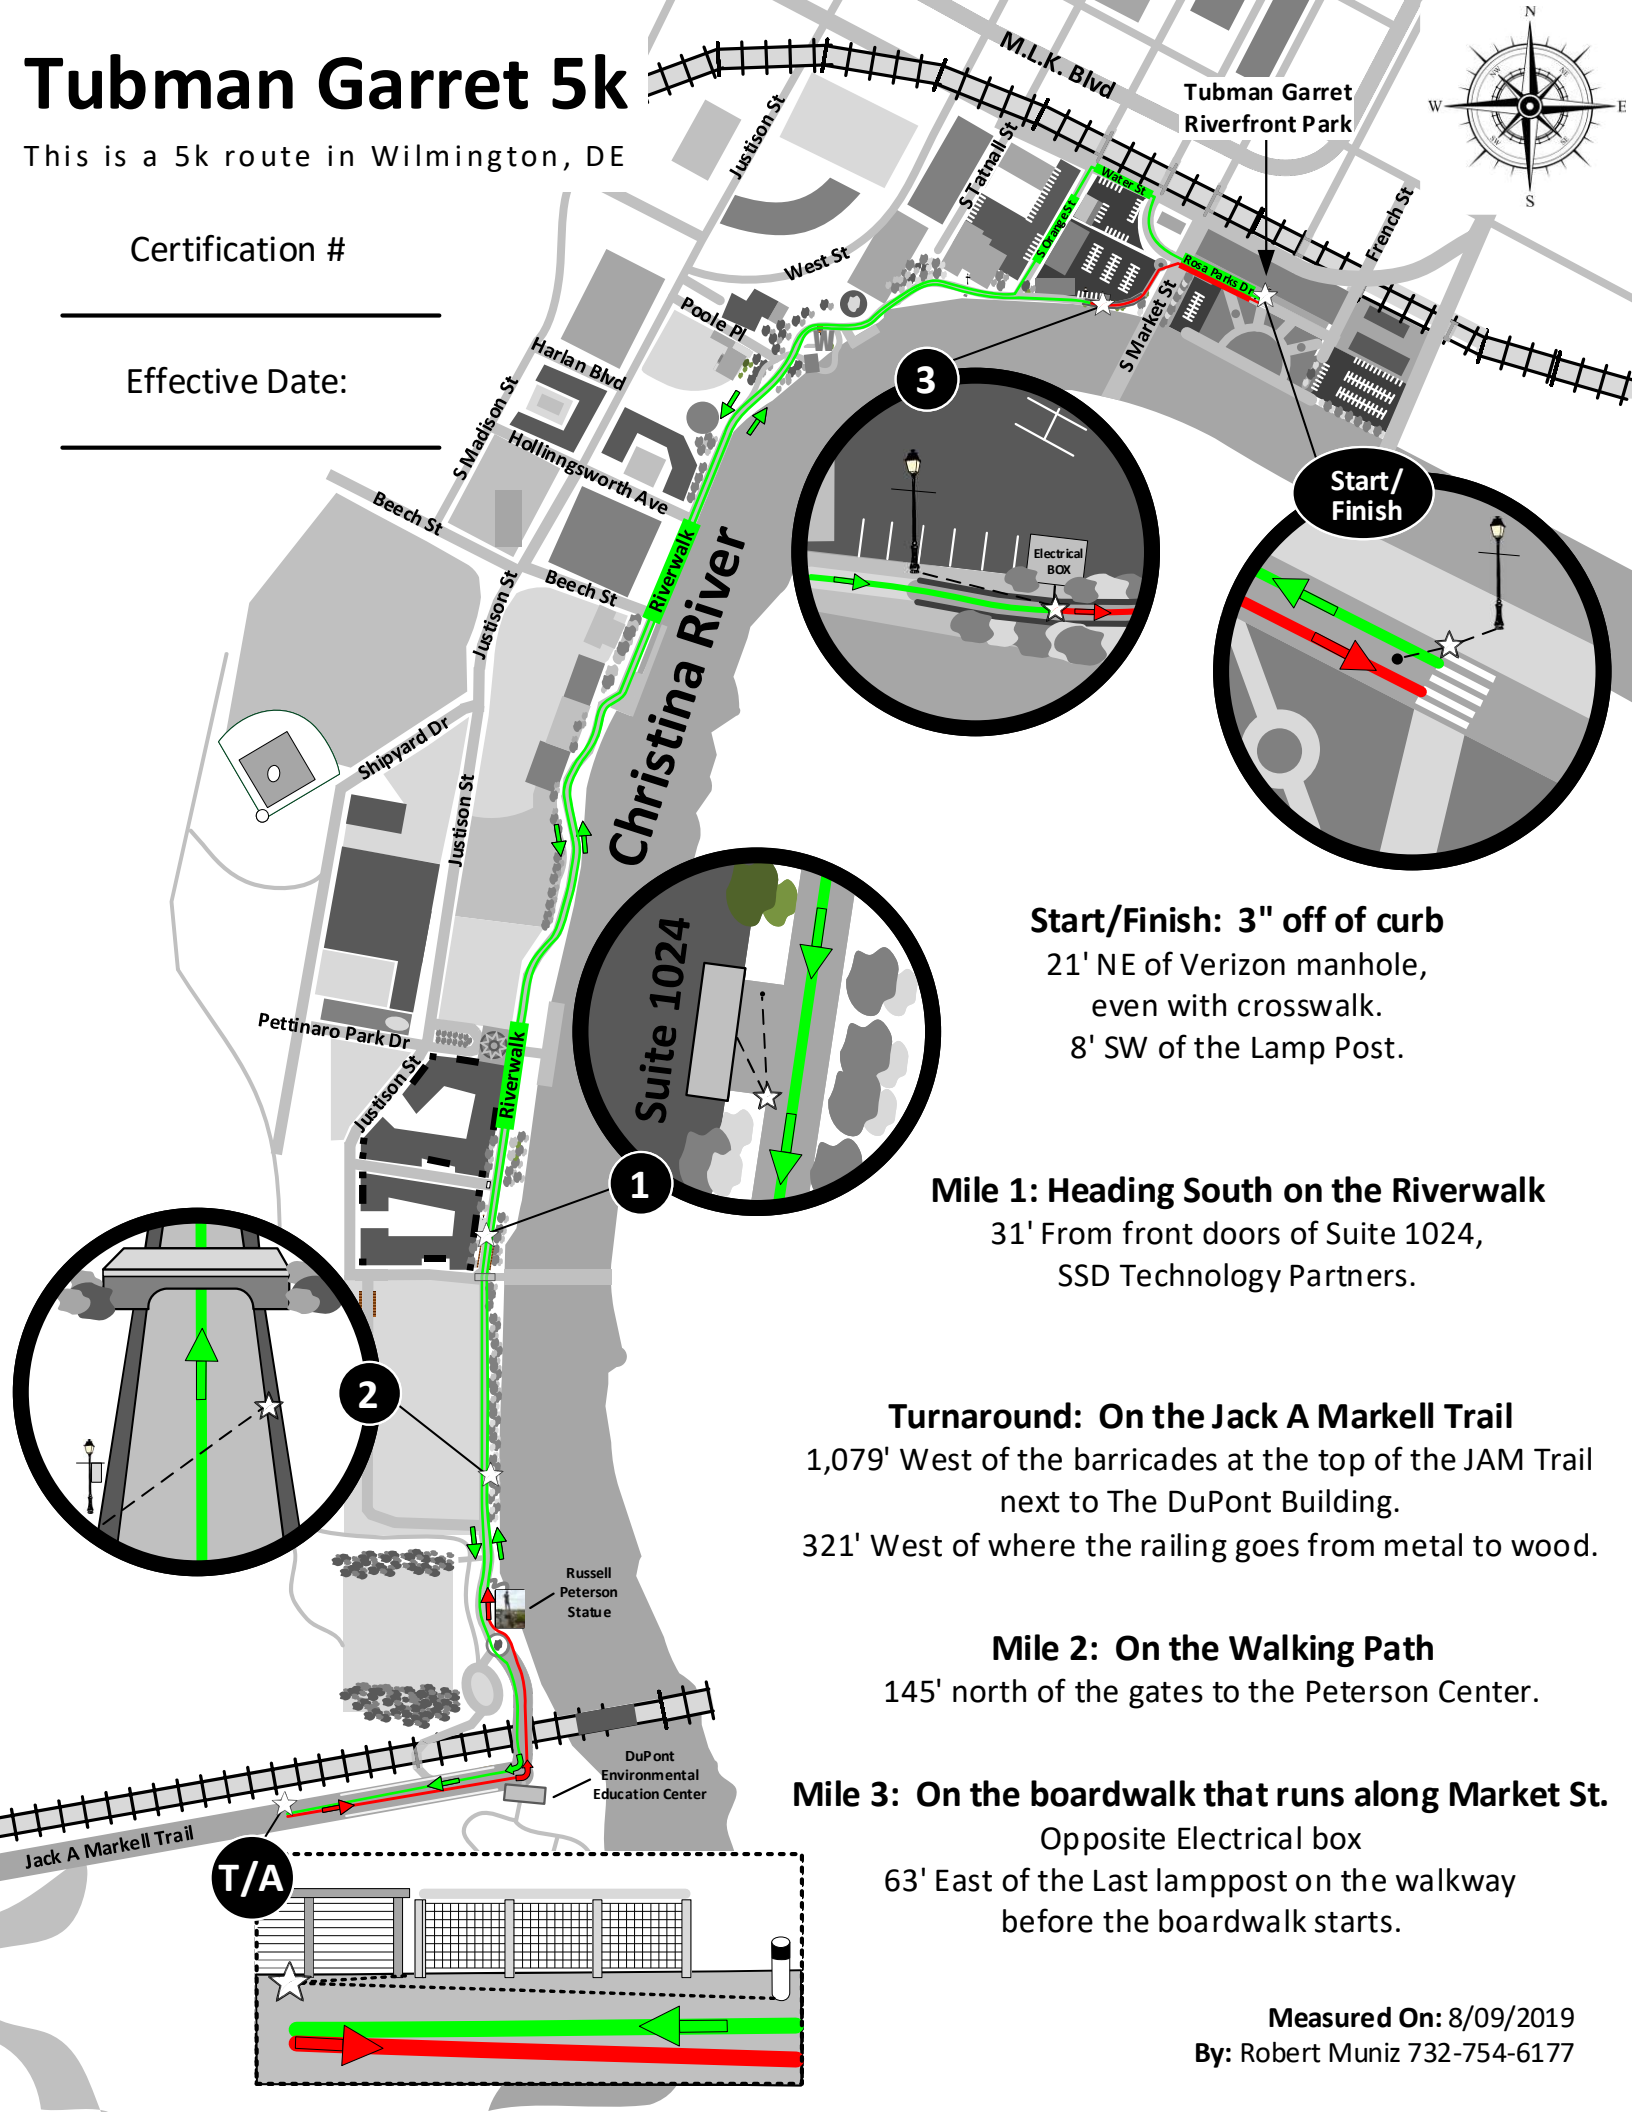 Tubman Garret 5k
This is a 5k route in Wilmington, DE
Certification #
Effective Date:
N
NE
E
SE
S
SW
W
NW
M.L.K. Blvd
Tubman Garret
Riverfront Park
Justison St
S Tatnall St
Water St
S Orange St
French St
Rosa Parks Dr.
West St
S Market St
Poole Pl
Harlan Blvd
S Madison St
Hollinngsworth Ave
Beech St
Beech St
Justison St
Riverwalk
Christina River
W
3
Electrical
BOX
Start/
Finish
Shipyard Dr
Justison St
Suite 1024
1
Pettinaro Park Dr
Justison St
Riverwalk
2
Start/Finish:  3" off of curb
21' NE of Verizon manhole,
even with crosswalk.
8' SW of the Lamp Post.
Mile 1: Heading South on the Riverwalk
31' From front doors of Suite 1024,
SSD Technology Partners.
Turnaround:  On the Jack A Markell Trail
1,079' West of the barricades at the top of the JAM Trail
next to The DuPont Building.
321' West of where the railing goes from metal to wood.
Russell
Peterson
Statue
Mile 2:  On the Walking Path
145' north of the gates to the Peterson Center.
DuPont
Environmental
Education Center
Mile 3:  On the boardwalk that runs along Market St.
Opposite Electrical box
63' East of the Last lamppost on the walkway
before the boardwalk starts.
Jack A Markell Trail
T/A
Measured On: 8/09/2019
By: Robert Muniz 732-754-6177